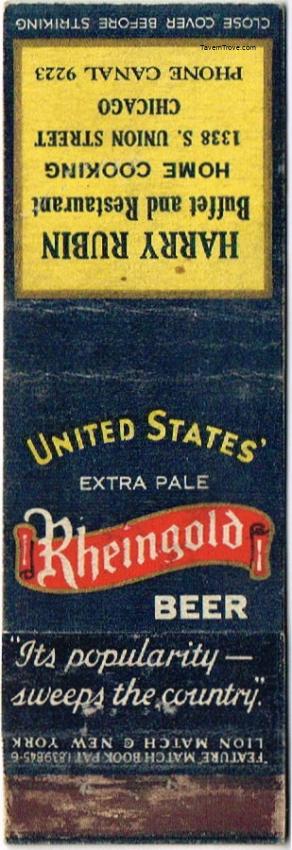 CLOSE COVER BEFORE STRIKING
TavernTrove.com
HARRY RUBIN
Buffet and Restaurant
HOME COOKING
1338 S. UNION STREET
CHICAGO
PHONE CANAL 9223
UNITED STATES'
EXTRA PALE
Rheingold
BEER
"Its popularity —
sweeps the country."
"FEATURE" MATCH BOOK PAT. 1839845-6
LION MATCH © NEW YORK